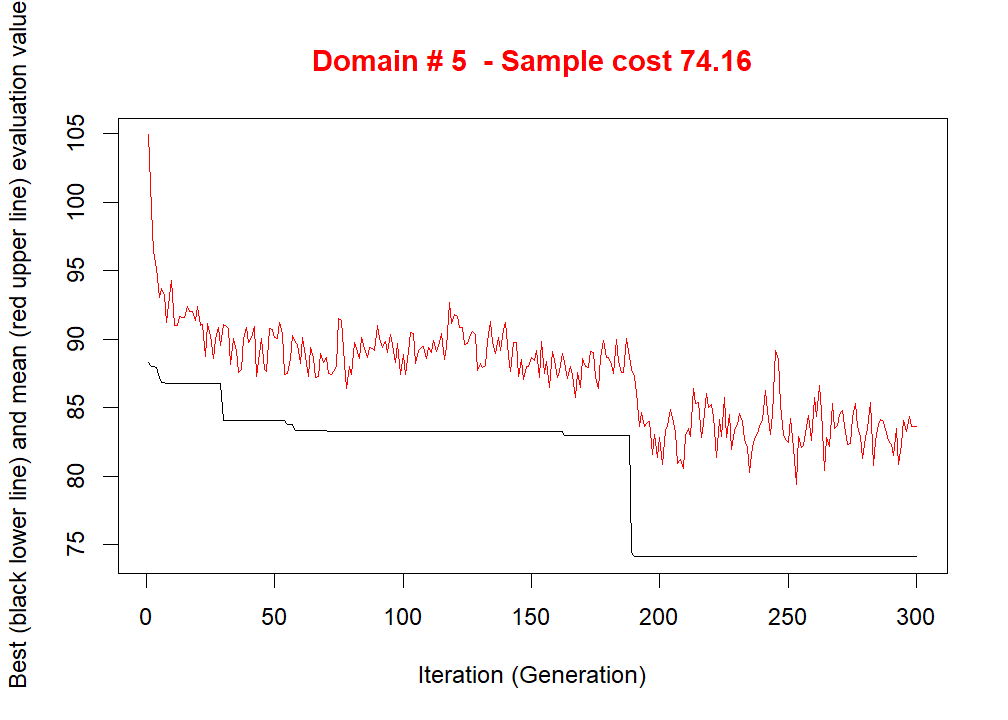 Domain # 5  - Sample cost 74.16
Best (black lower line) and mean (red upper line) evaluation value
105
100
95
90
85
80
75
0 50 100 150 200 250 300
Iteration (Generation)